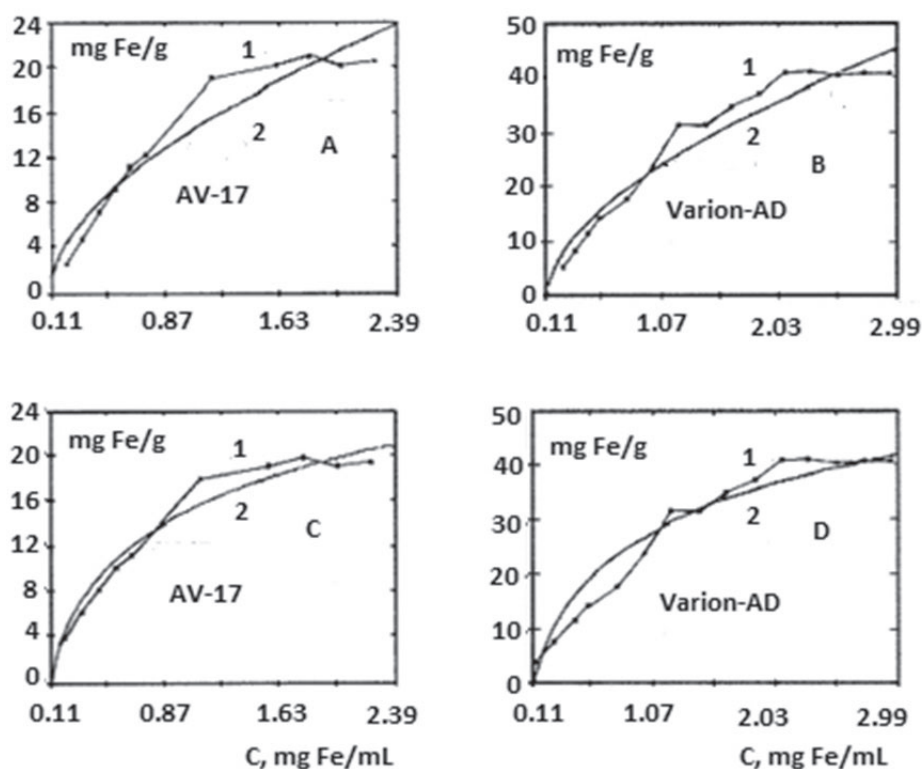 24
20
16
12
8
4
0
mg Fe/g
1
2
A
AV-17
0.11 0.87 1.63 2.39
50
40
30
20
10
0
mg Fe/g
1
2
B
Varion-AD
0.11 1.07 2.03 2.99
24
20
16
12
8
4
0
mg Fe/g
1
2
C
AV-17
0.11 0.87 1.63 2.39
C, mg Fe/mL
50
40
30
20
10
0
mg Fe/g
1
2
D
Varion-AD
0.11 1.07 2.03 2.99
C, mg Fe/mL